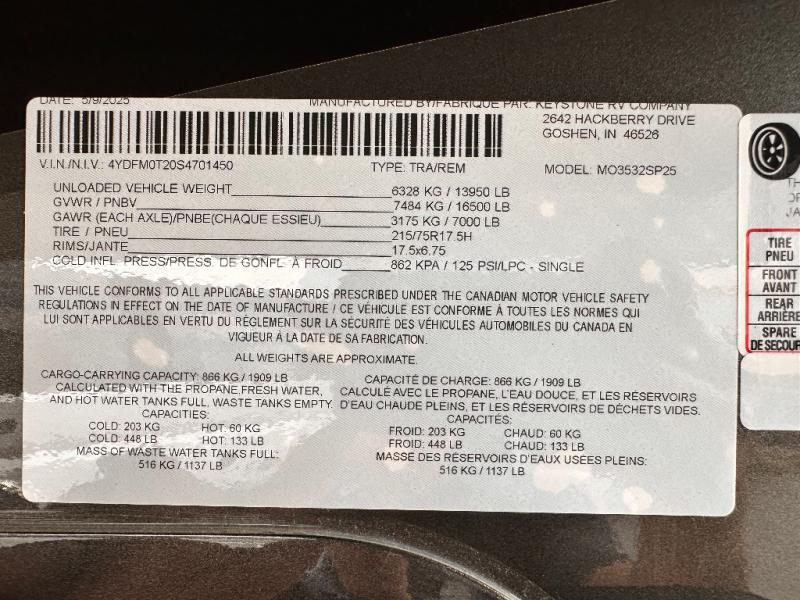 DATE: 5/9/2025 MANUFACTURED BY/FABRIQUÉ PAR: KEYSTONE RV COMPANY
2642 HACKBERRY DRIVE
GOSHEN, IN 46526
V.I.N./N.I.V.: 4YDFM0T20S4701450 TYPE: TRA/REM MODEL: MO3532SP25
UNLOADED VEHICLE WEIGHT 6328 KG / 13950 LB
GVWR / PNBV 7484 KG / 16500 LB
GAWR (EACH AXLE)/PNBE(CHAQUE ESSIEU) 3175 KG / 7000 LB
TIRE / PNEU 215/75R17.5H
RIMS/JANTE 17.5x6.75
COLD INFL. PRESS/PRESS. DE GONFL. À FROID 862 KPA / 125 PSI/LPC - SINGLE
THIS VEHICLE CONFORMS TO ALL APPLICABLE STANDARDS PRESCRIBED UNDER THE CANADIAN MOTOR VEHICLE SAFETY
REGULATIONS IN EFFECT ON THE DATE OF MANUFACTURE / CE VÉHICULE EST CONFORME À TOUTES LES NORMES QUI
LUI SONT APPLICABLES EN VERTU DU RÈGLEMENT SUR LA SÉCURITÉ DES VÉHICULES AUTOMOBILES DU CANADA EN
VIGUEUR À LA DATE DE SA FABRICATION.
ALL WEIGHTS ARE APPROXIMATE.
CARGO-CARRYING CAPACITY: 866 KG / 1909 LB
CALCULATED WITH THE PROPANE, FRESH WATER,
AND HOT WATER TANKS FULL, WASTE TANKS EMPTY.
CAPACITIES:
COLD: 203 KG HOT: 60 KG
COLD: 448 LB HOT: 133 LB
MASS OF WASTE WATER TANKS FULL:
516 KG / 1137 LB
CAPACITÉ DE CHARGE: 866 KG / 1909 LB
CALCULÉ AVEC LE PROPANE, L'EAU DOUCE, ET LES RÉSERVOIRS
D'EAU CHAUDE PLEINS, ET LES RÉSERVOIRS DE DÉCHETS VIDES.
CAPACITÉS:
FROID: 203 KG CHAUD: 60 KG
FROID: 448 LB CHAUD: 133 LB
MASSE DES RÉSERVOIRS D'EAUX USÉES PLEINS:
516 KG / 1137 LB
TIRE
PNEU
FRONT
AVANT
REAR
ARRIÈRE
SPARE
DE SECOUR